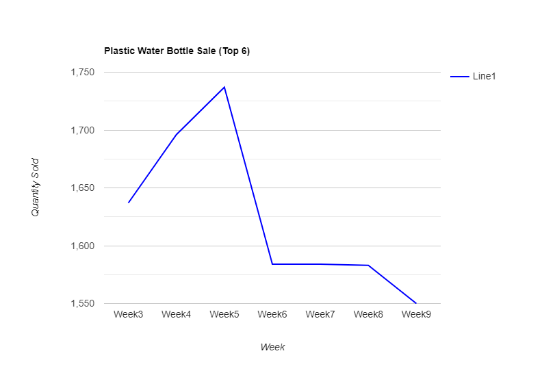 Plastic Water Bottle Sale (Top 6)
1,750
1,700
1,650
1,600
1,550
Quantity Sold
Line1
Week3 Week4 Week5 Week6 Week7 Week8 Week9
Week